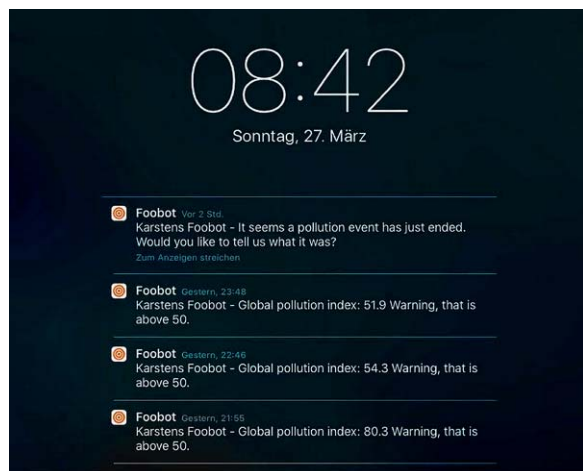 08:42
Sonntag, 27. März
Foobot Vor 2 Std.
Karstens Foobot - It seems a pollution event has just ended.
Would you like to tell us what it was?
Zum Anzeigen streichen
Foobot Gestern, 23:48
Karstens Foobot - Global pollution index: 51.9 Warning, that is
above 50.
Foobot Gestern, 22:46
Karstens Foobot - Global pollution index: 54.3 Warning, that is
above 50.
Foobot Gestern, 21:55
Karstens Foobot - Global pollution index: 80.3 Warning, that is
above 50.